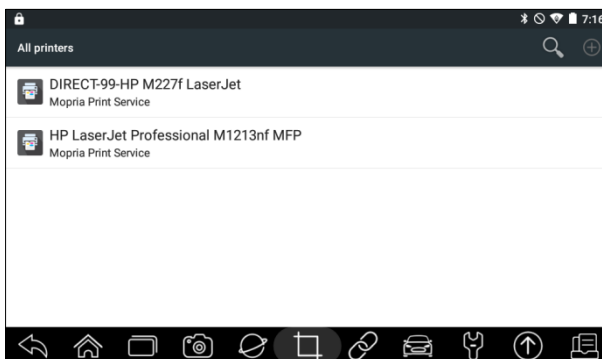 7:16
All printers
DIRECT-99-HP M227f LaserJet
Mopria Print Service
HP LaserJet Professional M1213nf MFP
Mopria Print Service